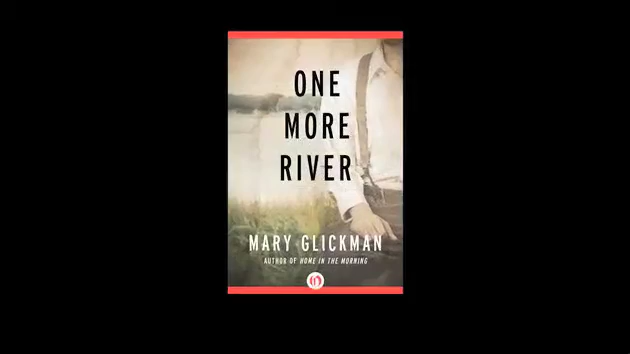 ONE
MORE
RIVER
MARY GLICKMAN
AUTHOR OF HOME IN THE MORNING